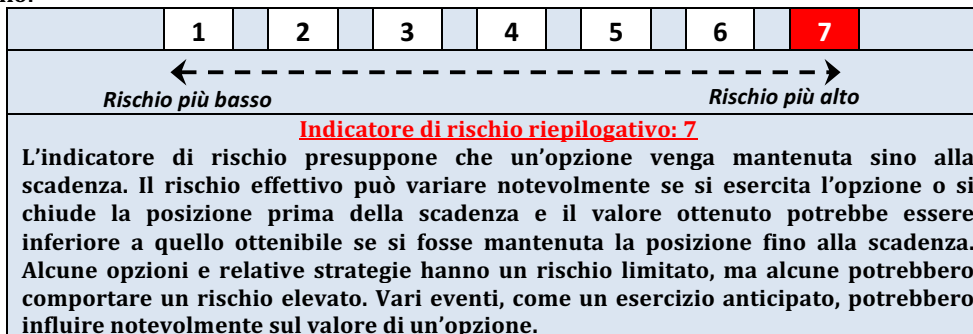 1 2 3 4 5 6 7
Rischio più basso Rischio più alto
Indicatore di rischio riepilogativo: 7
L'indicatore di rischio presuppone che un'opzione venga mantenuta sino alla
scadenza. Il rischio effettivo può variare notevolmente se si esercita l'opzione o si
chiude la posizione prima della scadenza e il valore ottenuto potrebbe essere
inferiore a quello ottenibile se si fosse mantenuta la posizione fino alla scadenza.
Alcune opzioni e relative strategie hanno un rischio limitato, ma alcune potrebbero
comportare un rischio elevato. Vari eventi, come un esercizio anticipato, potrebbero
influire notevolmente sul valore di un'opzione.